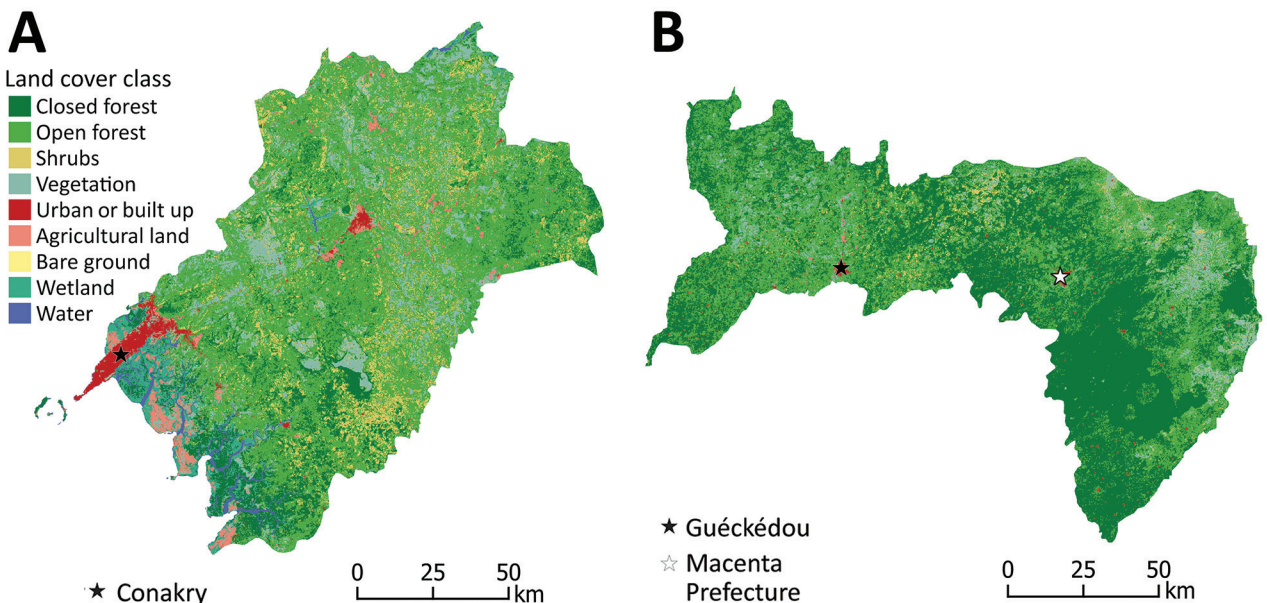 A
B
Land cover class
Closed forest
Open forest
Shrubs
Vegetation
Urban or built up
Agricultural land
Bare ground
Wetland
Water
★ Conakry
0 25 50
km
★ Guéckédou
☆ Macenta
Prefecture
0 25 50
km